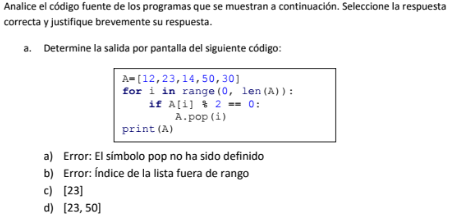 Analice el código fuente de los programas que se muestran a continuación. Seleccione la respuesta
correcta y justifique brevemente su respuesta.
a. Determine la salida por pantalla del siguiente código:
A=[12,23,14,50,30]
for i in range(0, len(A)):
if A[i] % 2 == 0:
A.pop(i)
print(A)
a) Error: El símbolo pop no ha sido definido
b) Error: Índice de la lista fuera de rango
c) [23]
d) [23, 50]